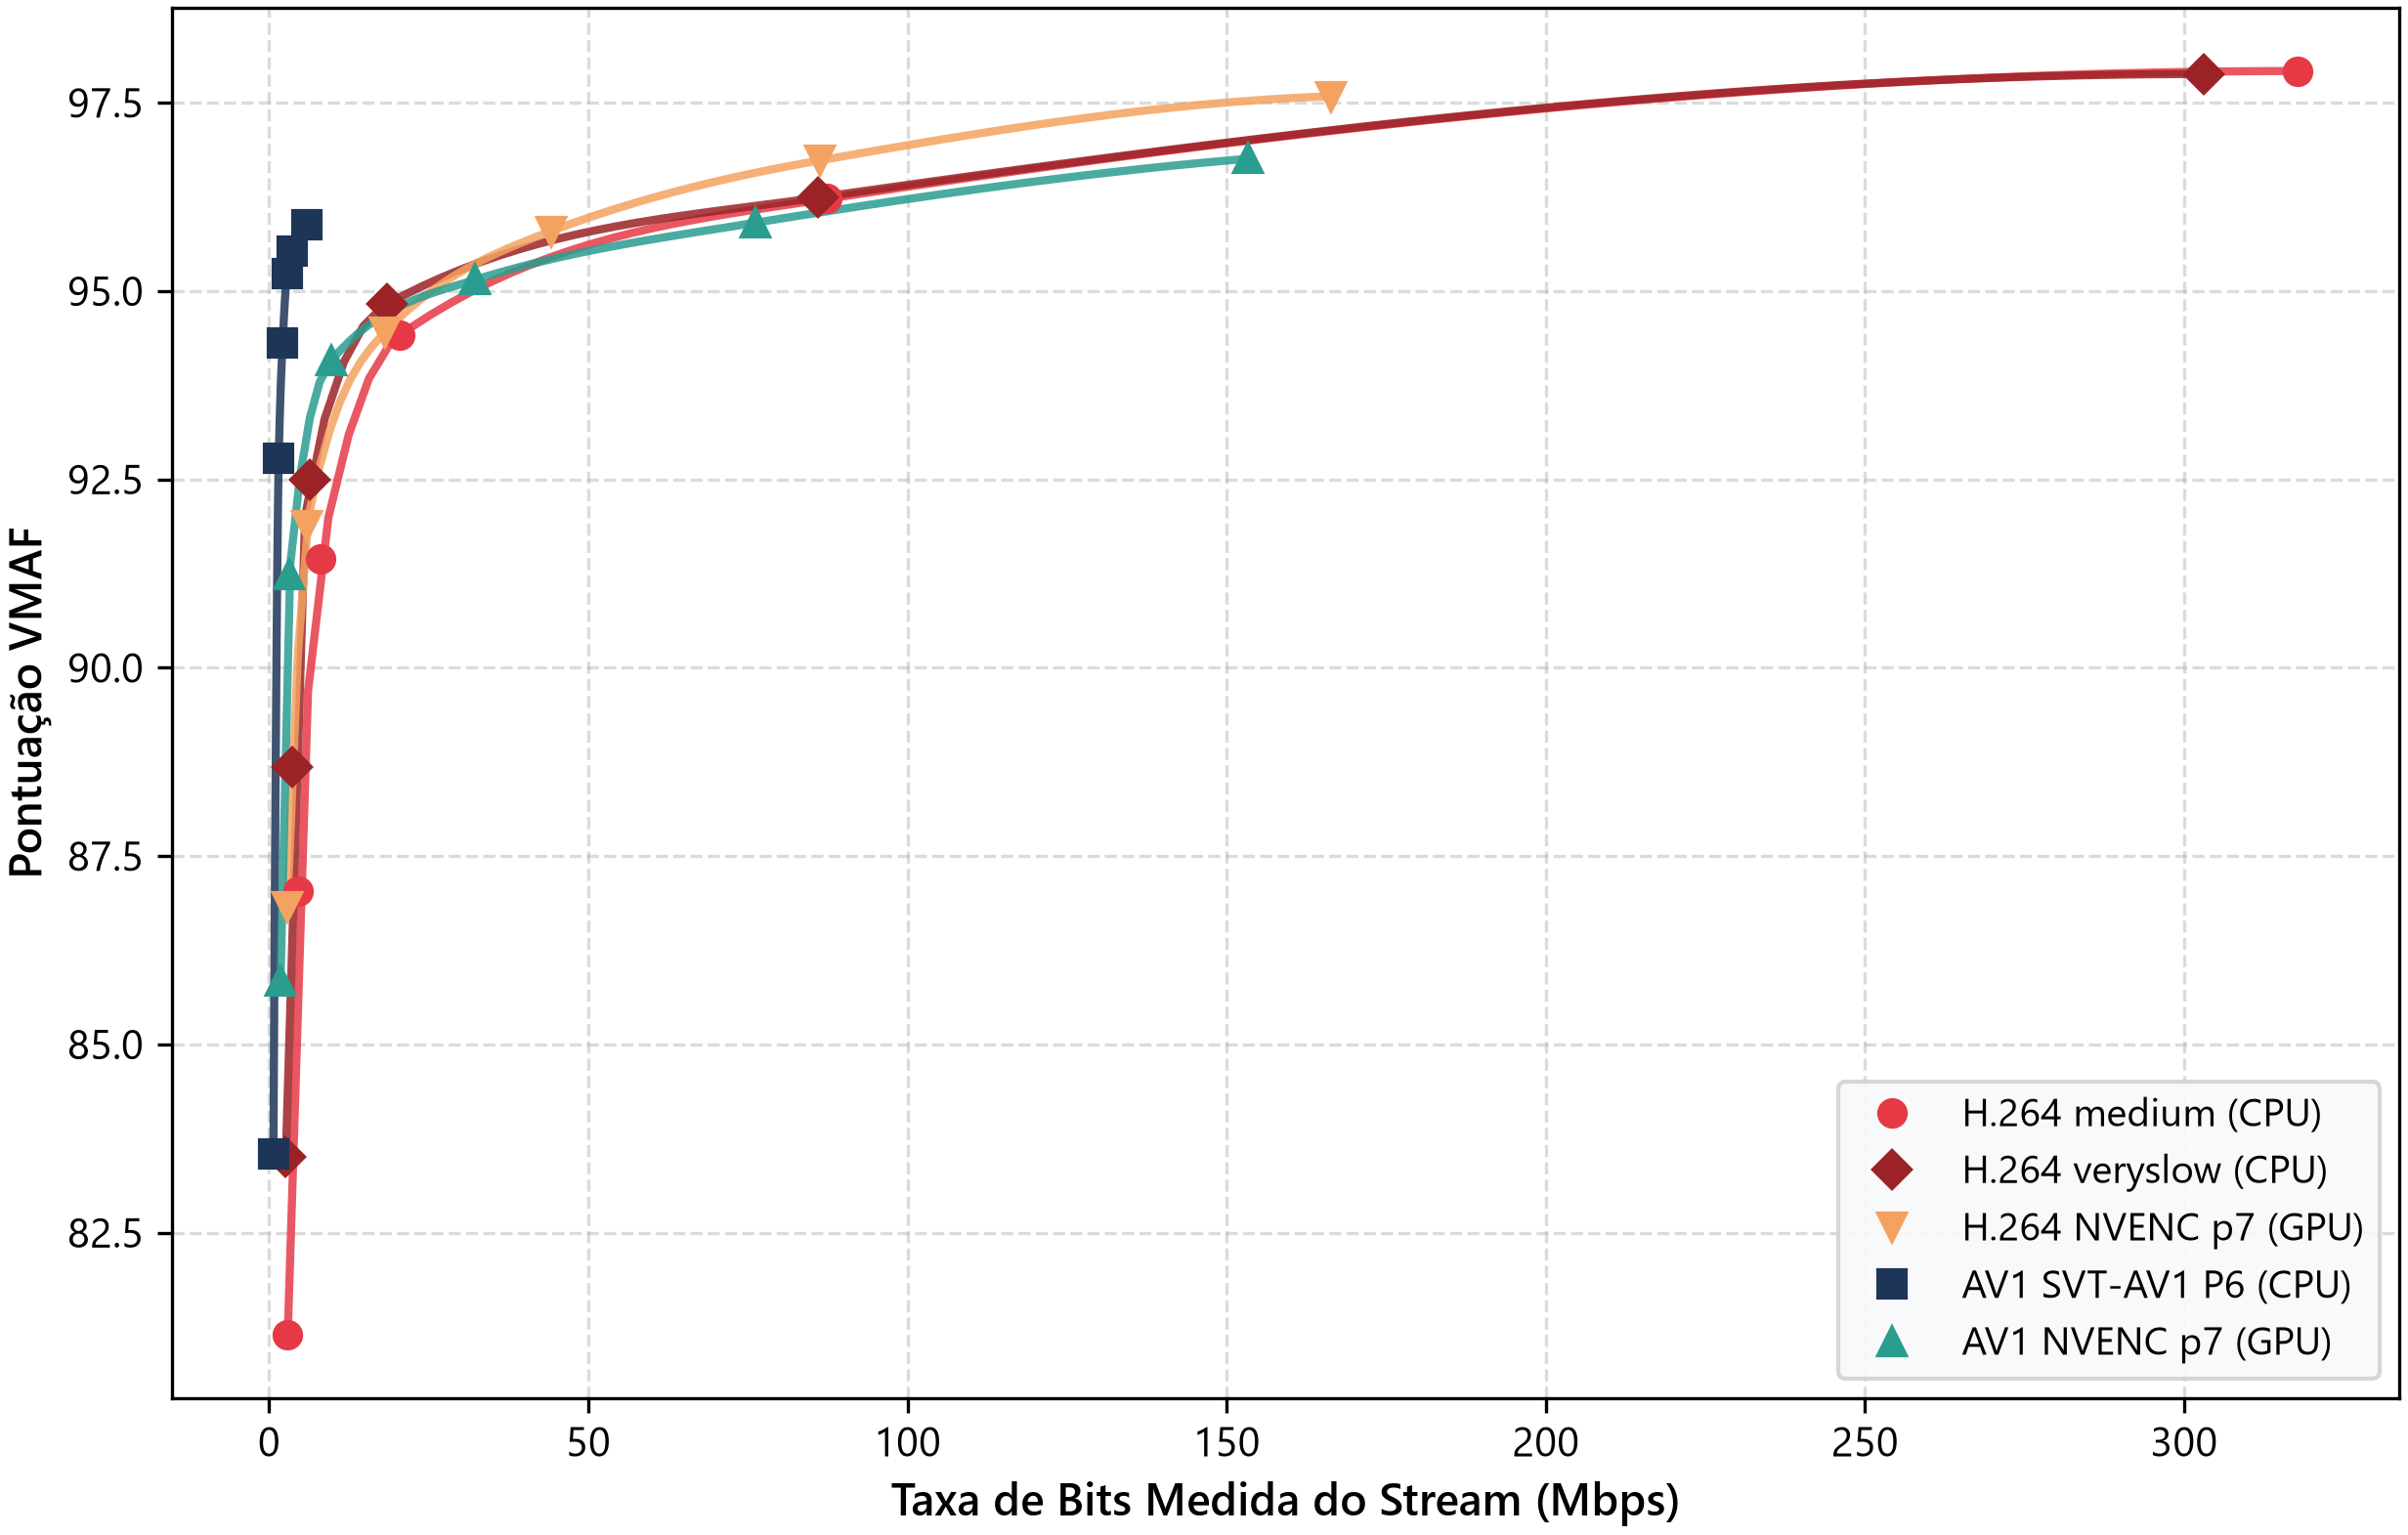 Pontuação VMAF
97.5
95.0
92.5
90.0
87.5
85.0
82.5
H.264 medium (CPU)
H.264 veryslow (CPU)
H.264 NVENC p7 (GPU)
AV1 SVT-AV1 P6 (CPU)
AV1 NVENC p7 (GPU)
0
50
100
150
200
250
300
Taxa de Bits Medida do Stream (Mbps)